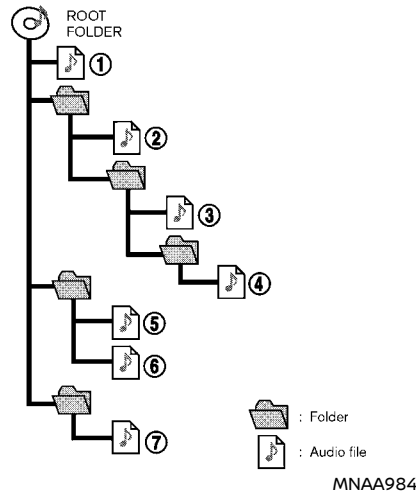 ROOT
FOLDER
①
②
③
④
⑤
⑥
⑦
: Folder
: Audio file
MNAA984